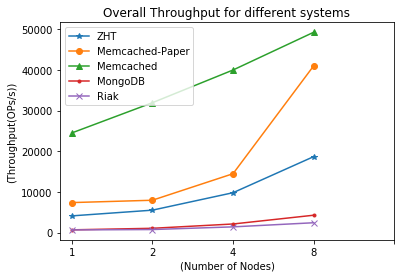 Overall Throughput for different systems
50000
40000
30000
20000
10000
0
(Throughput(OPs/s))
ZHT
Memcached-Paper
Memcached
MongoDB
Riak
1 2 4 8
(Number of Nodes)